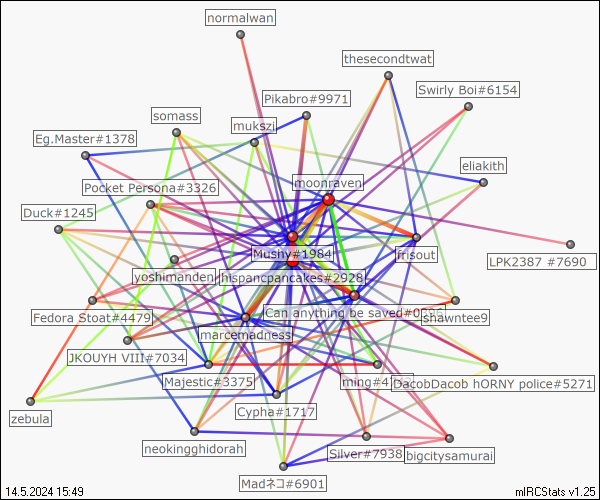 normalwan
thesecondtwat
Swirly Boi#6154
Pikabro#9971
somass
mukszi
Eg.Master#1378
eliakith
moonraven
Pocket Persona#3326
Duck#1245
Mushy#1984
frisout
LPK2387 #7690
yoshimanden
hispancpancakes#2928
Can anything be saved#0
Fedora Stoat#4479
shawntee9
marcemadness
JKOUYH VIII#7034
Majestic#3375
ming#4
DacobDacob hORNY police#5271
zebula
Cypha#1717
neokingghidorah
Silver#7938
bigcitysamurai
Madネコ#6901
14.5.2024 15:49
mIRCStats v1.25